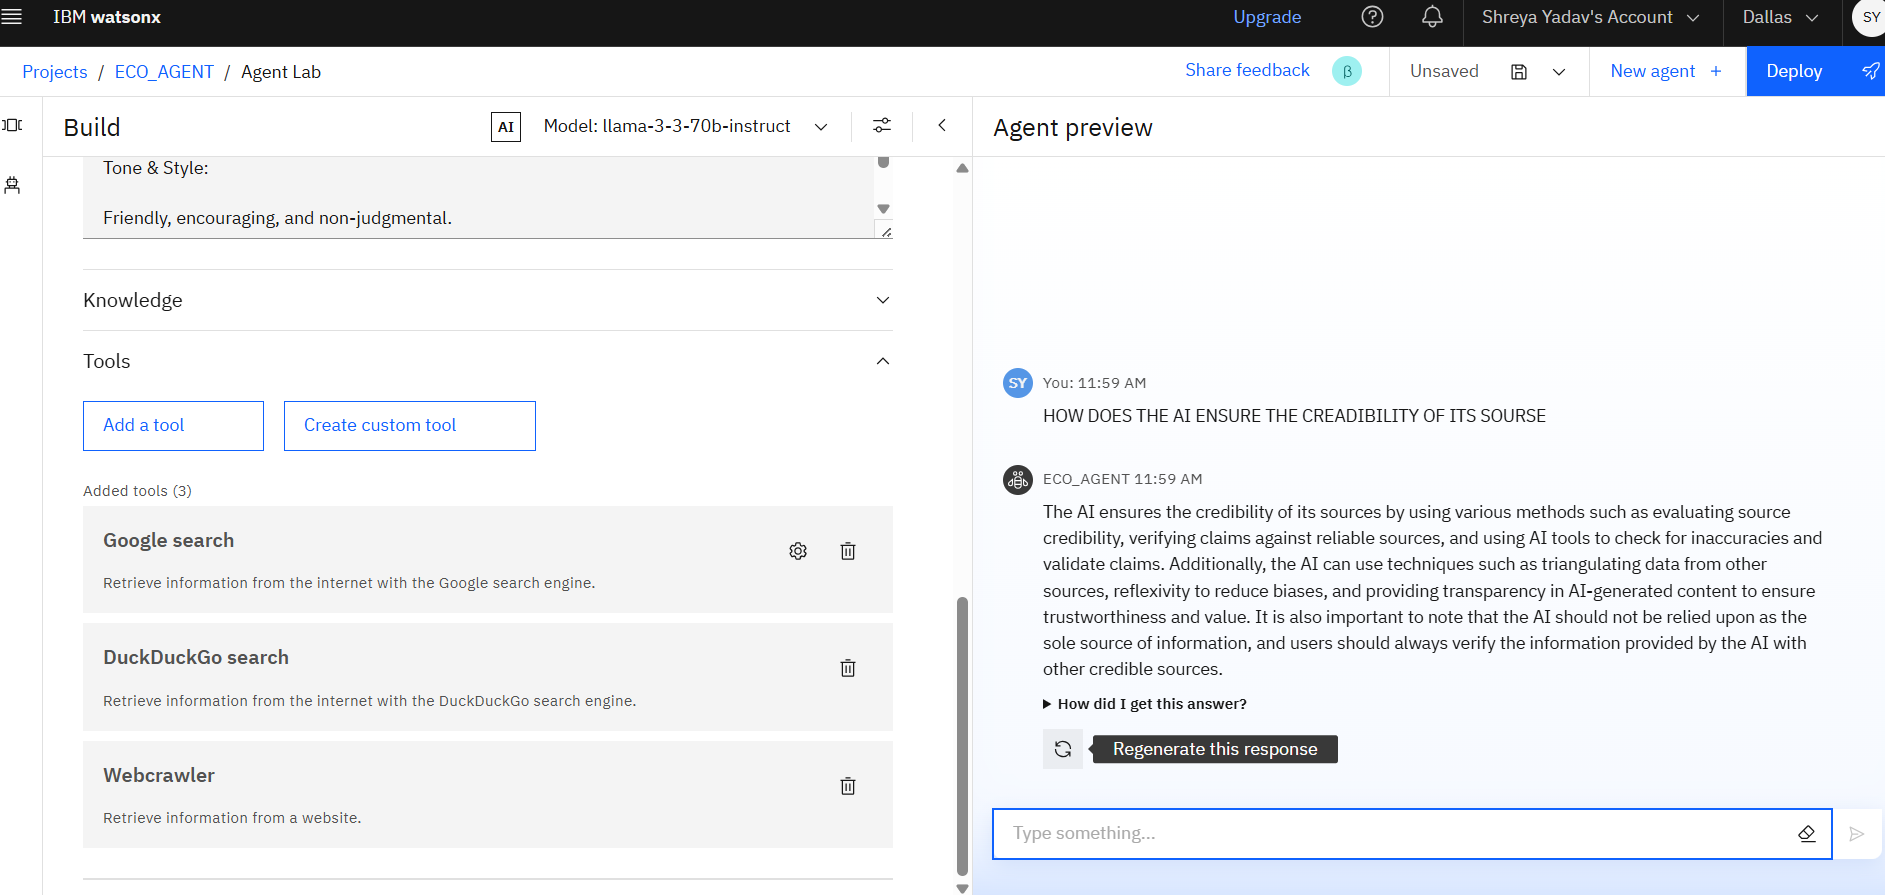 IBM watsonx
Upgrade
Shreya Yadav's Account
Dallas
SY
Projects / ECO_AGENT / Agent Lab
Share feedback
β
Unsaved
New agent +
Deploy
Build
AI
Model: llama-3-3-70b-instruct
Agent preview
Tone & Style:
Friendly, encouraging, and non-judgmental.
Knowledge
Tools
Add a tool
Create custom tool
Added tools (3)
Google search
Retrieve information from the internet with the Google search engine.
DuckDuckGo search
Retrieve information from the internet with the DuckDuckGo search engine.
Webcrawler
Retrieve information from a website.
SY
You: 11:59 AM
HOW DOES THE AI ENSURE THE CREADIBILITY OF ITS SOURSE
ECO_AGENT 11:59 AM
The AI ensures the credibility of its sources by using various methods such as evaluating source
credibility, verifying claims against reliable sources, and using AI tools to check for inaccuracies and
validate claims. Additionally, the AI can use techniques such as triangulating data from other
sources, reflexivity to reduce biases, and providing transparency in AI-generated content to ensure
trustworthiness and value. It is also important to note that the AI should not be relied upon as the
sole source of information, and users should always verify the information provided by the AI with
other credible sources.
How did I get this answer?
Regenerate this response
Type something...